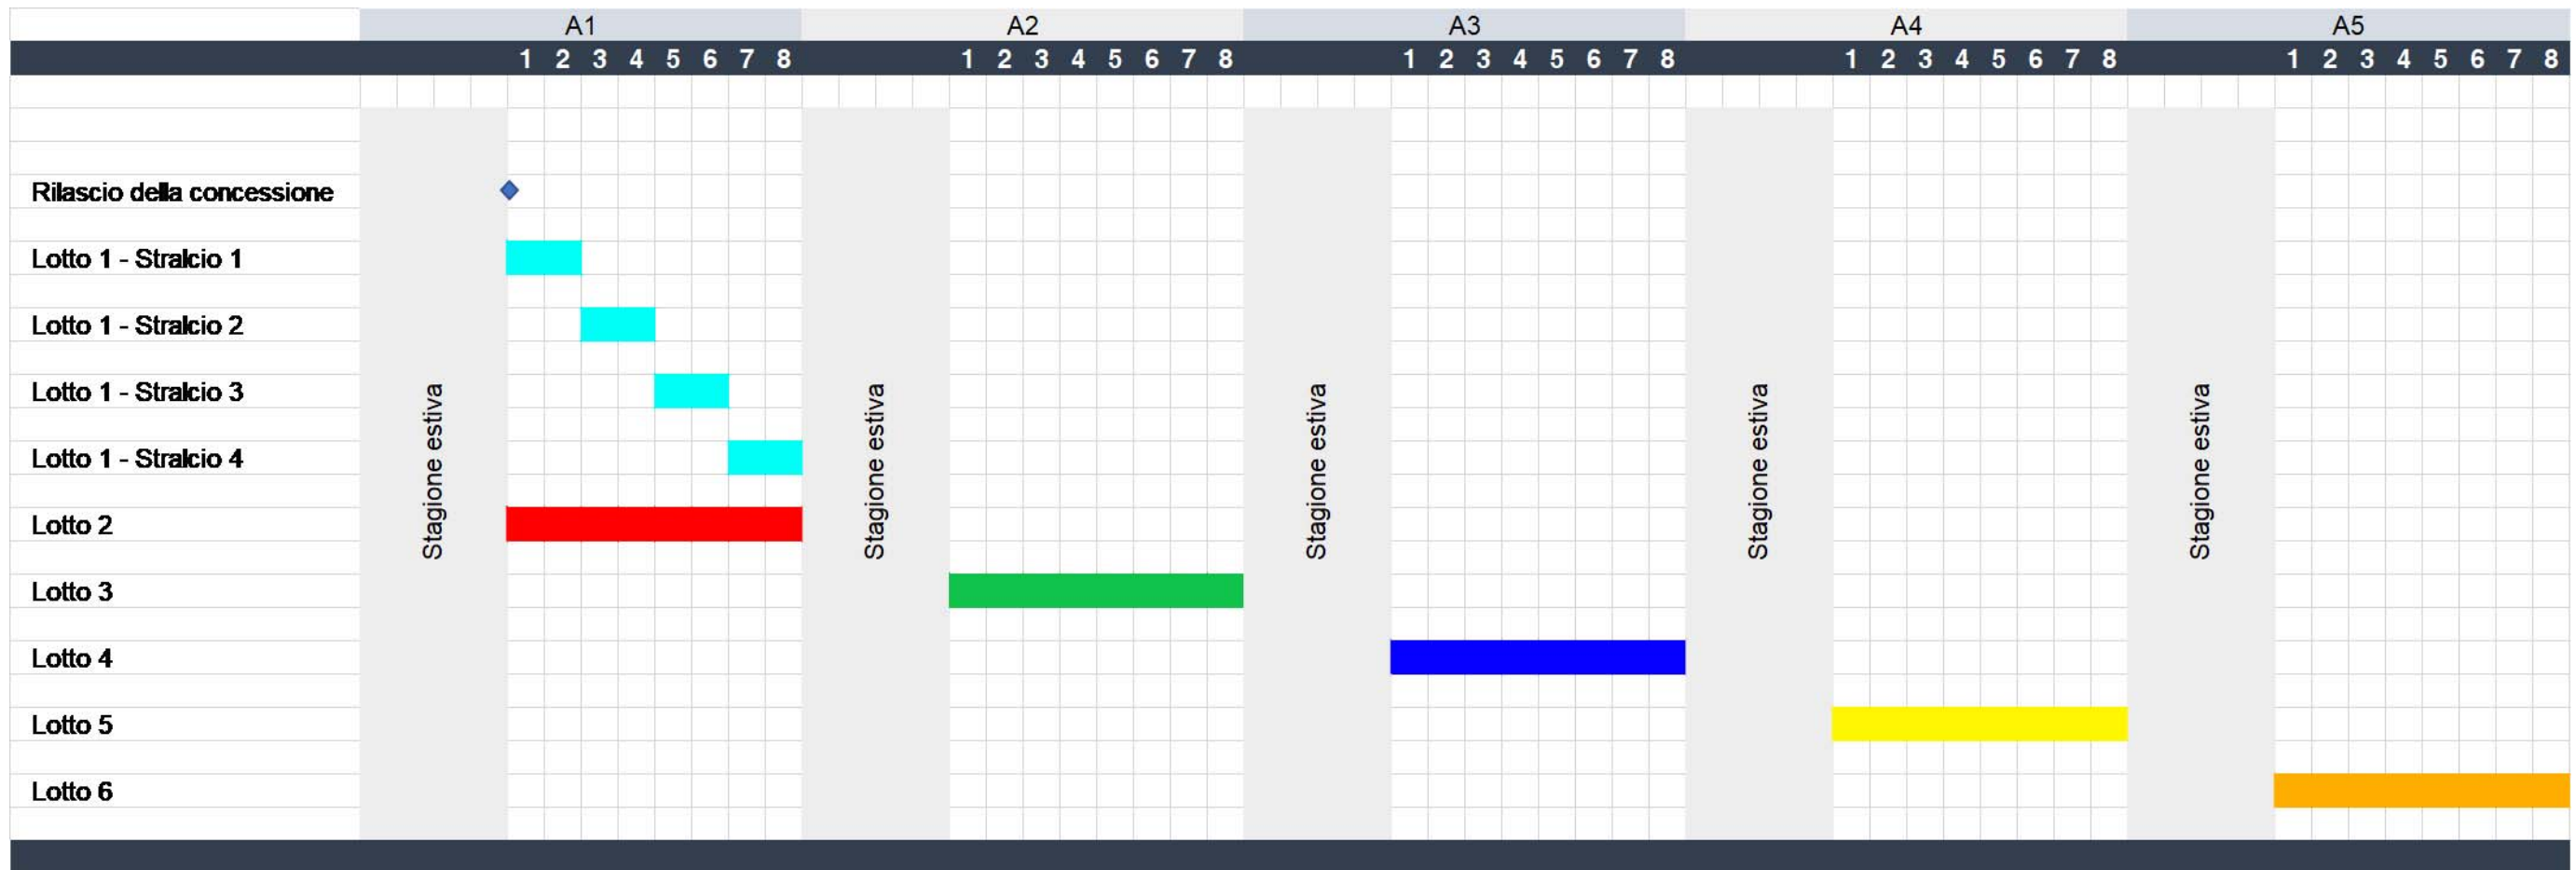 A1 A2 A3 A4 A5
1 2 3 4 5 6 7 8 1 2 3 4 5 6 7 8 1 2 3 4 5 6 7 8 1 2 3 4 5 6 7 8 1 2 3 4 5 6 7 8
Rilascio della concessione
Lotto 1 - Stralcio 1
Lotto 1 - Stralcio 2
Lotto 1 - Stralcio 3
Lotto 1 - Stralcio 4
Lotto 2
Lotto 3
Lotto 4
Lotto 5
Lotto 6
Stagione estiva
Stagione estiva
Stagione estiva
Stagione estiva
Stagione estiva